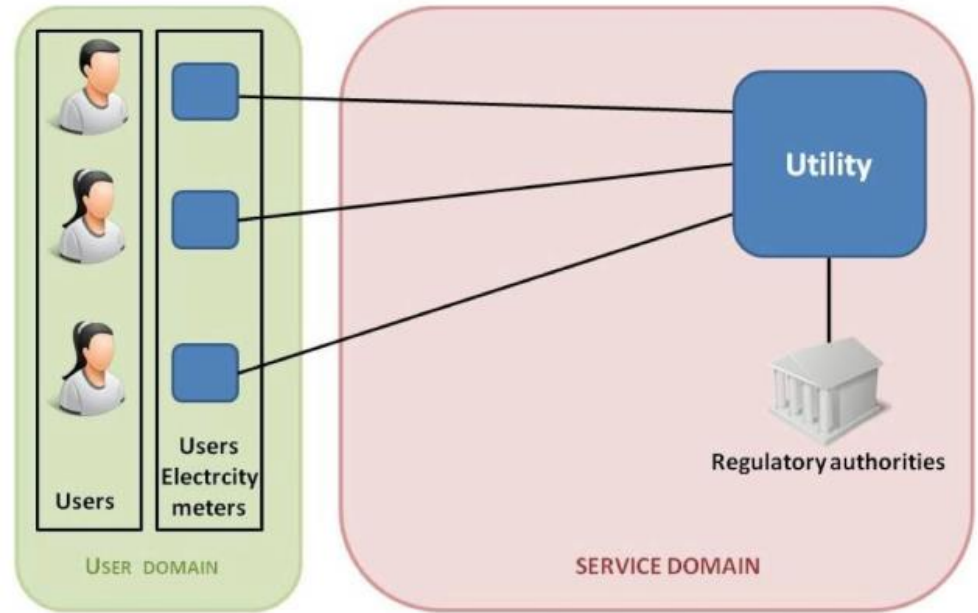 Utility
Regulatory authorities
Users
Electrcity
meters
Users
USER DOMAIN
SERVICE DOMAIN